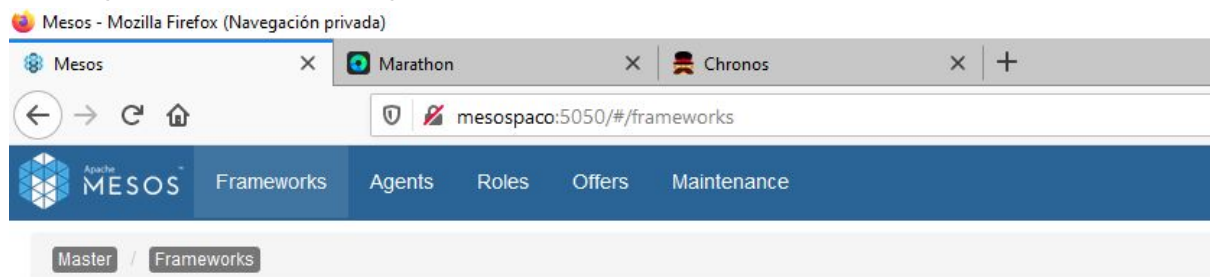 Mesos - Mozilla Firefox (Navegación privada)
Mesos Marathon Chronos
mesospaco:5050/#/frameworks
Apache MESOS™ Frameworks Agents Roles Offers Maintenance
Master / Frameworks